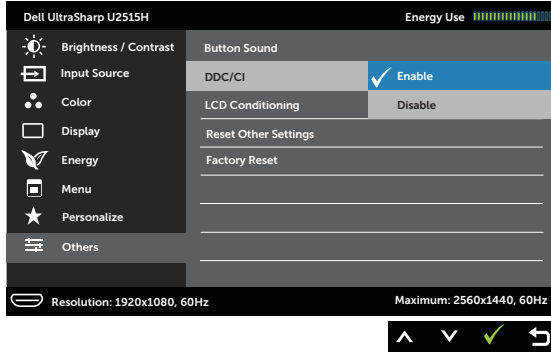 Dell UltraSharp U2515H Energy Use
Brightness / Contrast Button Sound
Input Source DDC/CI Enable
Color LCD Conditioning Disable
Display Reset Other Settings
Energy Factory Reset
Menu
Personalize
Others
Resolution: 1920x1080, 60Hz Maximum: 2560x1440, 60Hz